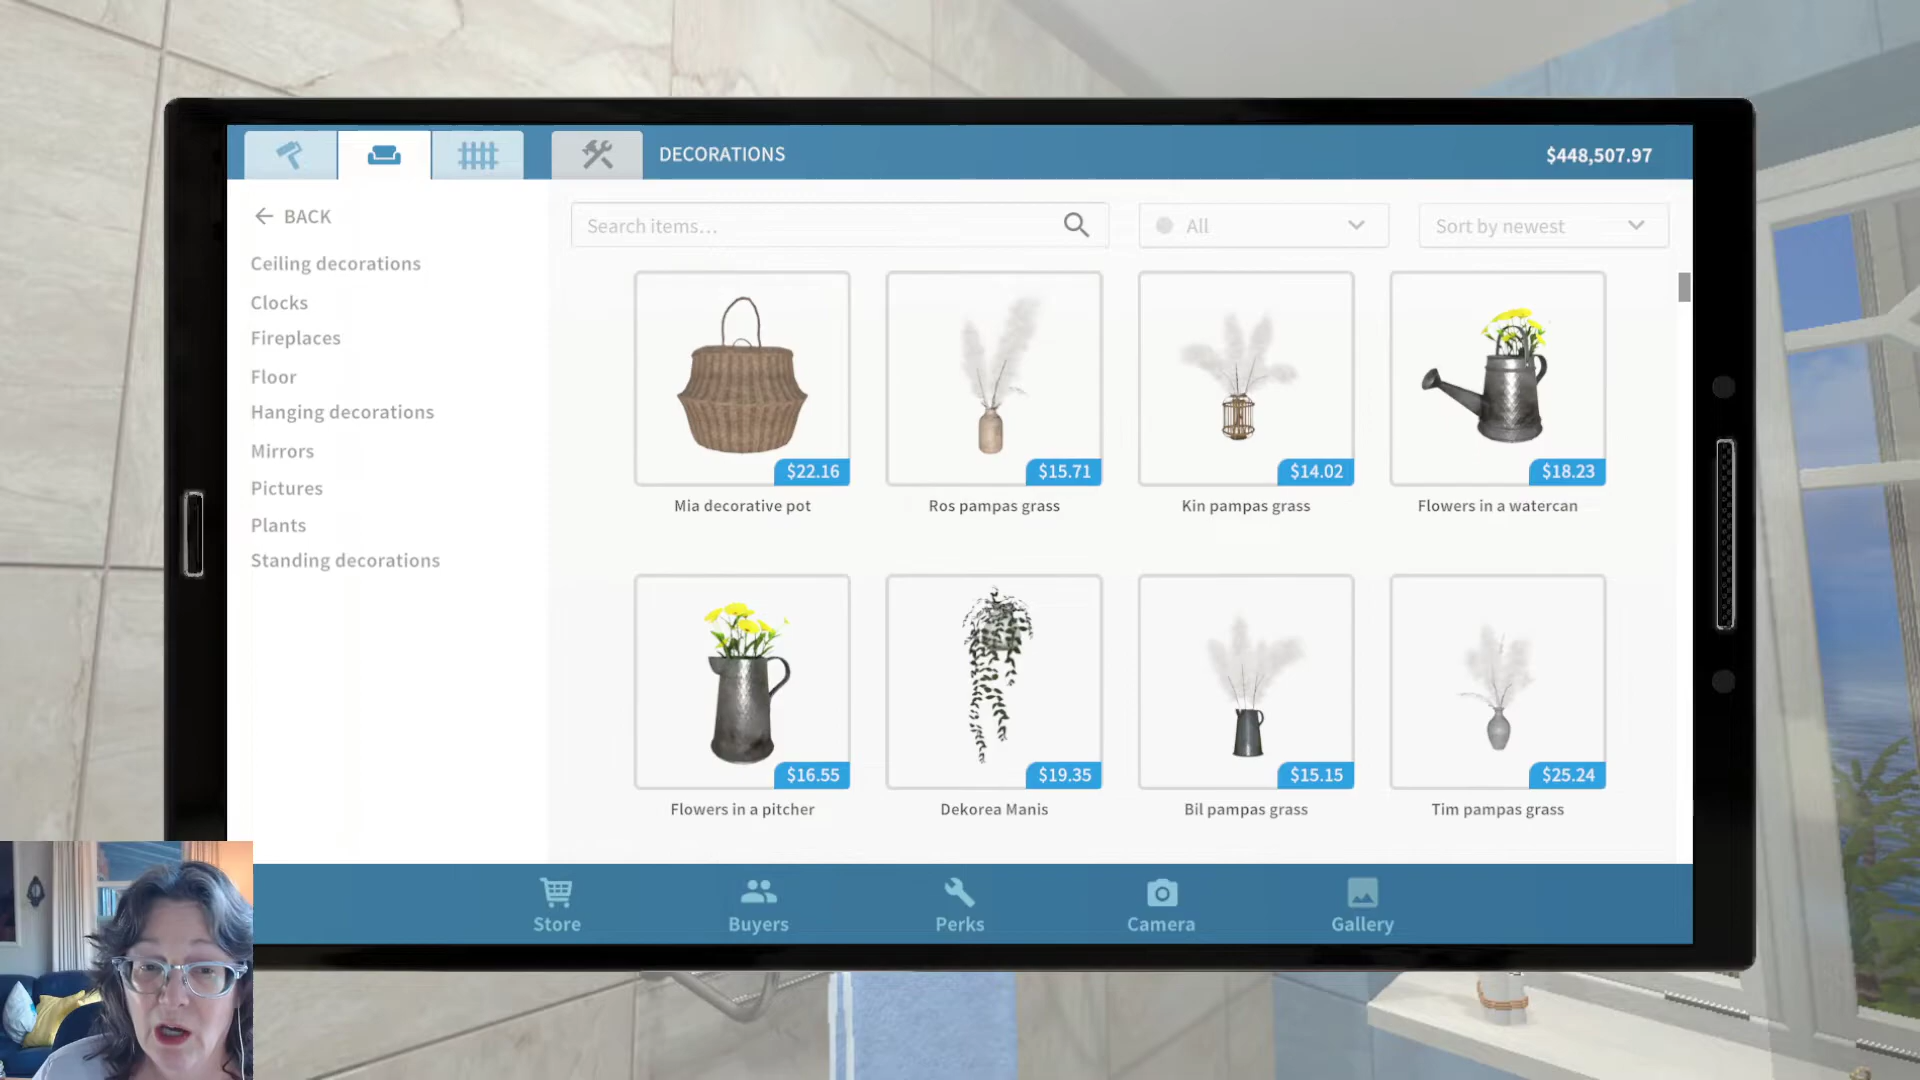 DECORATIONS
$448,507.97
BACK
Ceiling decorations
Clocks
Fireplaces
Floor
Hanging decorations
Mirrors
Pictures
Plants
Standing decorations
Search items...
All
Sort by newest
$22.16
$15.71
$14.02
$18.23
Mia decorative pot
Ros pampas grass
Kin pampas grass
Flowers in a watercan
$16.55
$19.35
$15.15
$25.24
Flowers in a pitcher
Dekorea Manis
Bil pampas grass
Tim pampas grass
Store
Buyers
Perks
Camera
Gallery